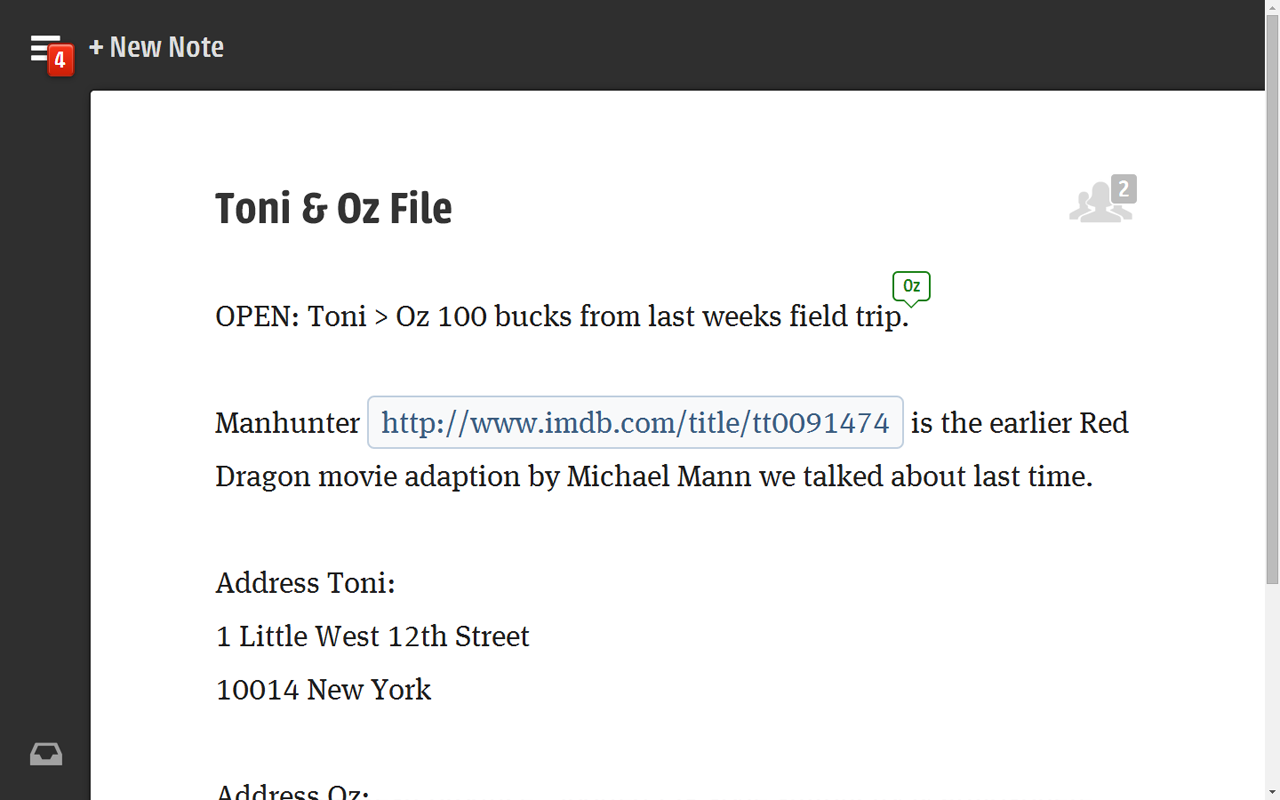 4
+ New Note
Toni & Oz File
2
Oz
OPEN: Toni > Oz 100 bucks from last weeks field trip.
Manhunter http://www.imdb.com/title/tt0091474 is the earlier Red
Dragon movie adaption by Michael Mann we talked about last time.
Address Toni:
1 Little West 12th Street
10014 New York
Address Oz: